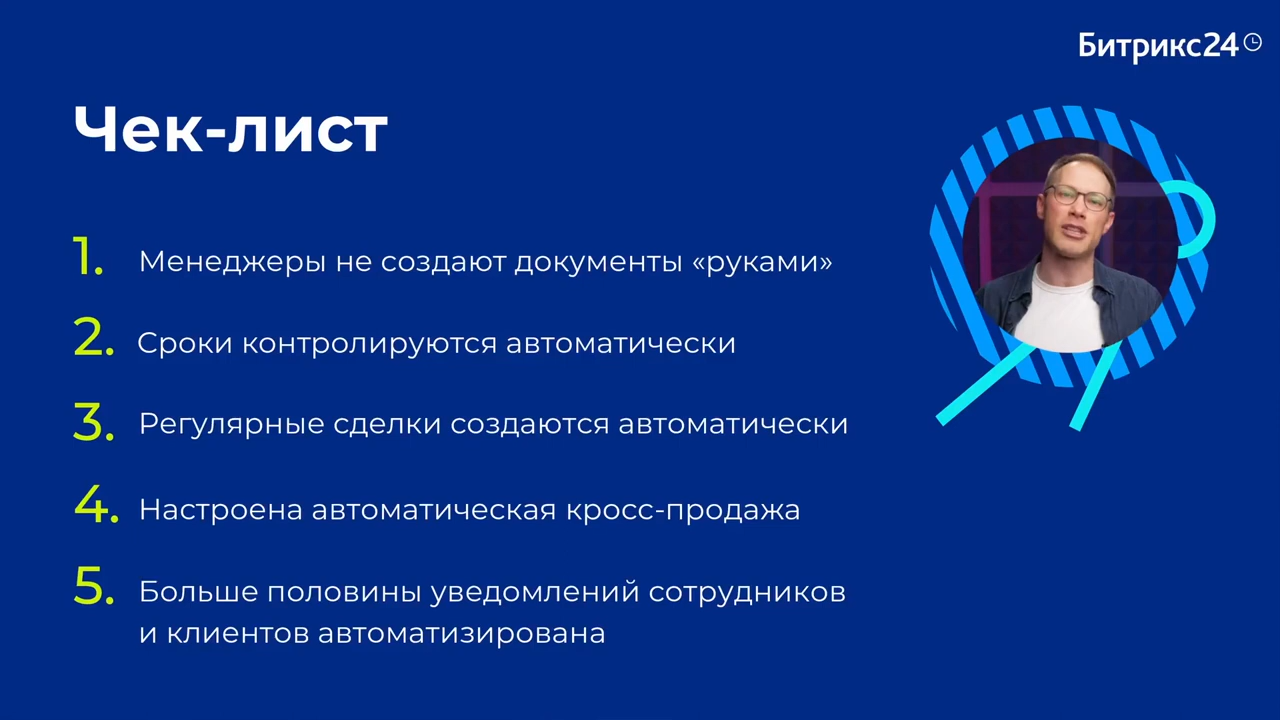 Битрикс24
Чек-лист
1. Менеджеры не создают документы «руками»
2. Сроки контролируются автоматически
3. Регулярные сделки создаются автоматически
4. Настроена автоматическая кросс-продажа
5. Больше половины уведомлений сотрудников
и клиентов автоматизирована